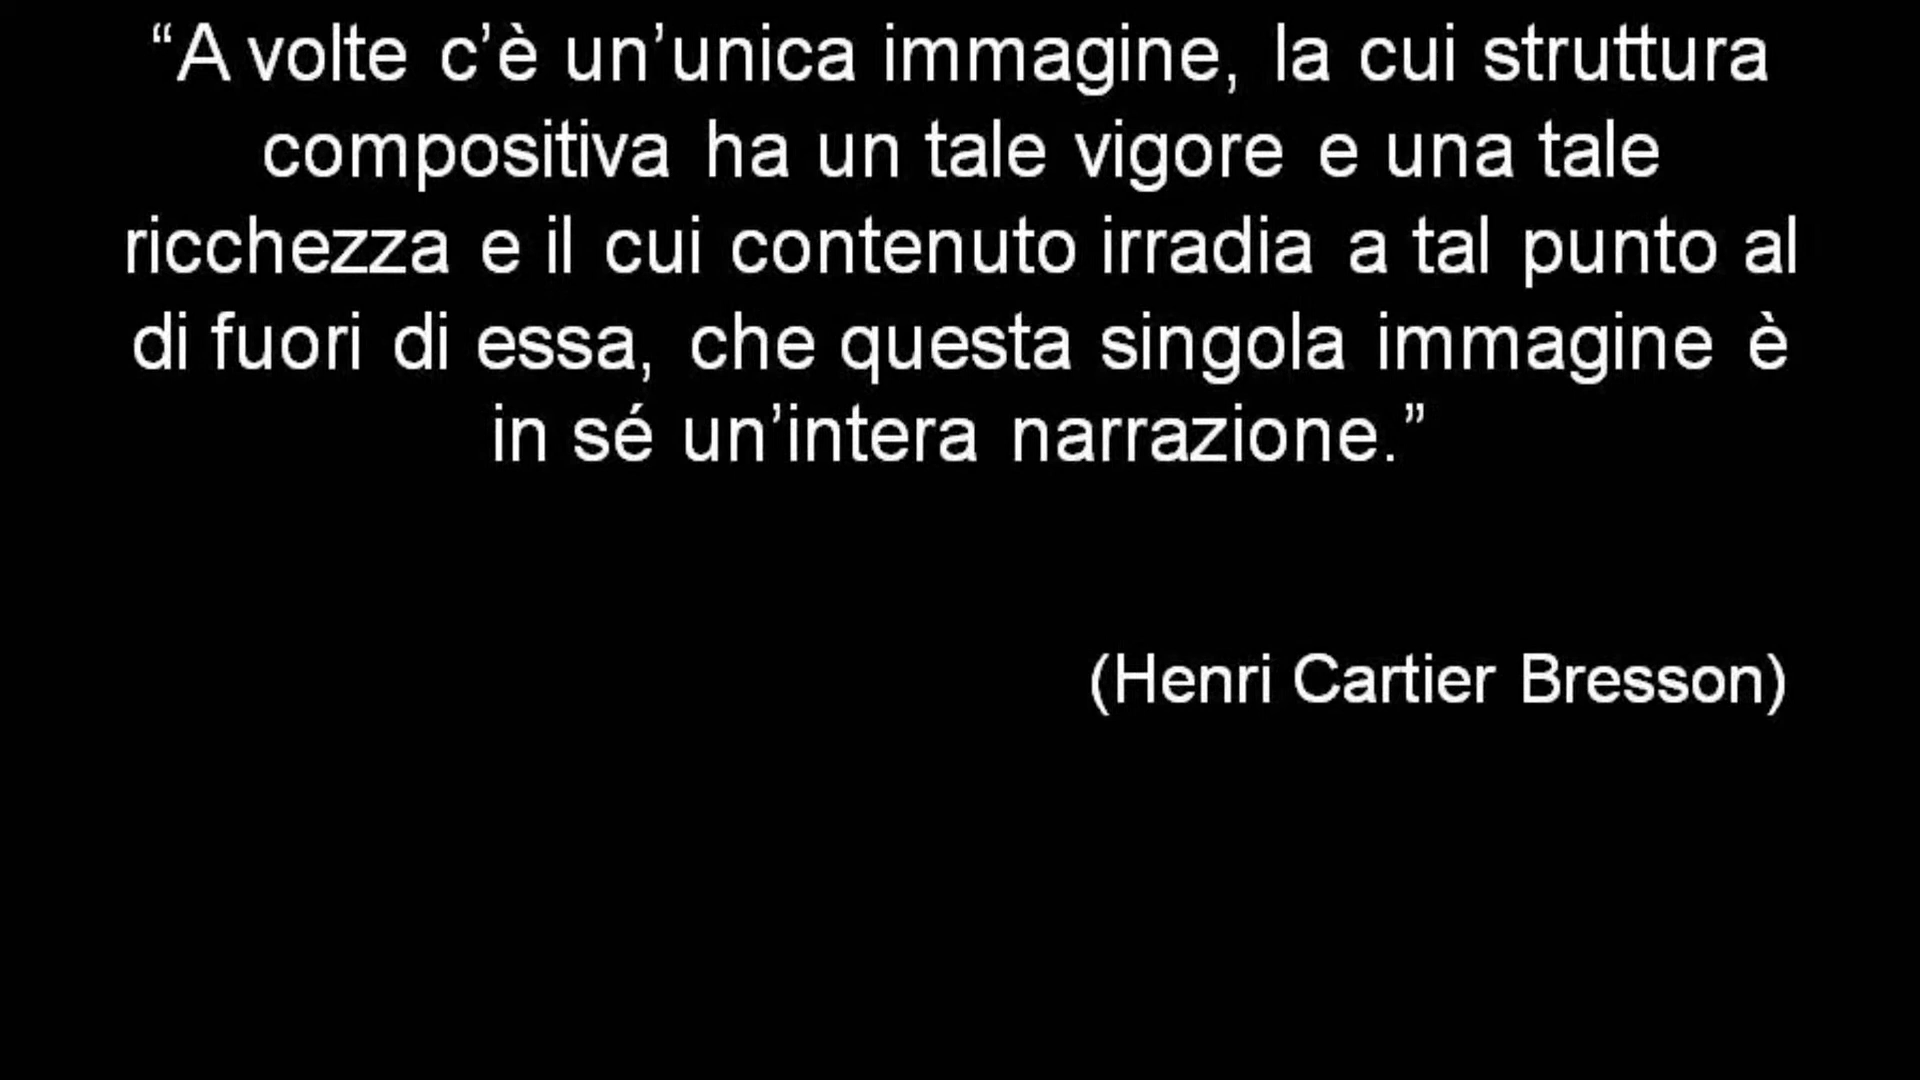 “A volte c’è un’unica immagine, la cui struttura
compositiva ha un tale vigore e una tale
ricchezza e il cui contenuto irradia a tal punto al
di fuori di essa, che questa singola immagine è
in sé un’intera narrazione.”
(Henri Cartier Bresson)